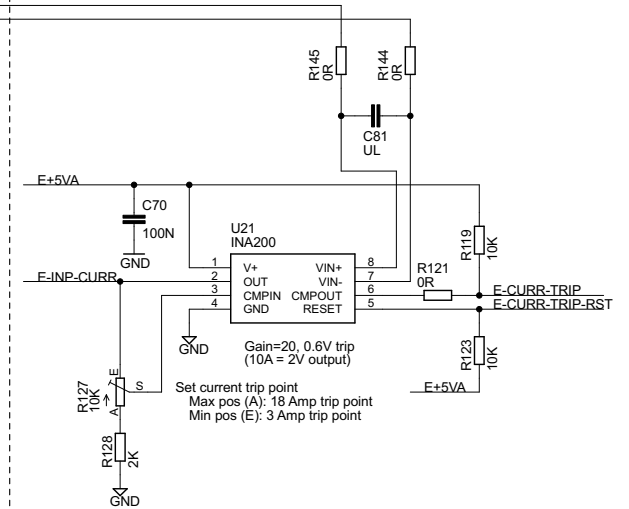 R145
0R
R144
0R
C81
UL
E+5VA
C70
100N
GND
U21
INA200
R119
10K
1 V+ VIN+ 8
2 OUT VIN- 7
3 CMPIN CMPOUT 6
4 GND RESET 5
R121
0R
E-INP-CURR
E-CURR-TRIP
E-CURR-TRIP-RST
GND
Gain=20, 0.6V trip
(10A = 2V output)
R123
10K
E+5VA
Set current trip point
Max pos (A): 18 Amp trip point
Min pos (E): 3 Amp trip point
R127
10K
E
S
A
R128
2K
GND